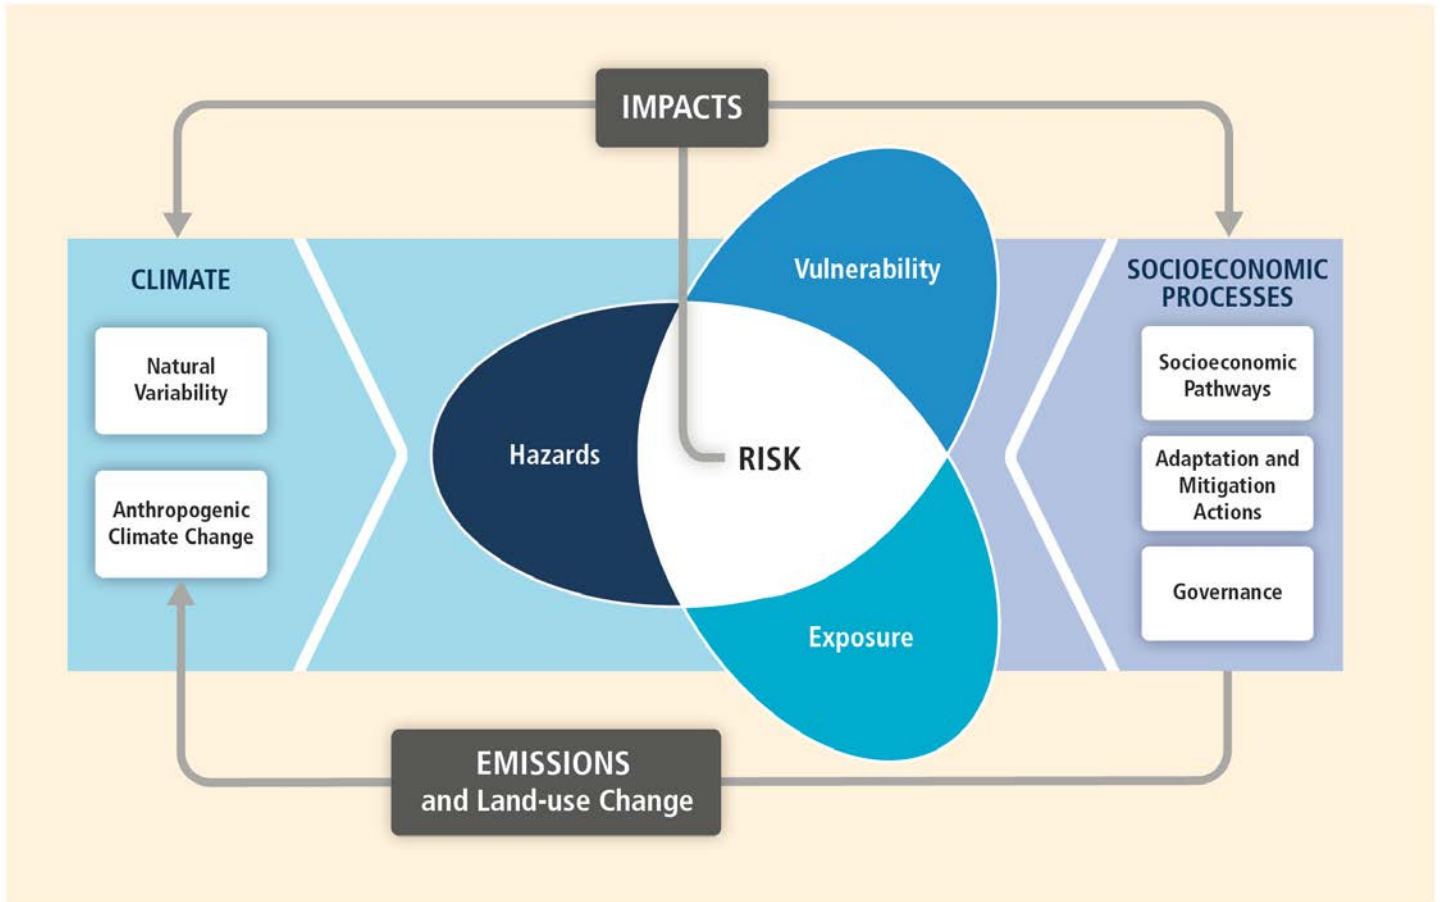 IMPACTS
CLIMATE
Natural
Variability
Anthropogenic
Climate Change
Vulnerability
Hazards
RISK
Exposure
SOCIOECONOMIC
PROCESSES
Socioeconomic
Pathways
Adaptation and
Mitigation
Actions
Governance
EMISSIONS
and Land-use Change